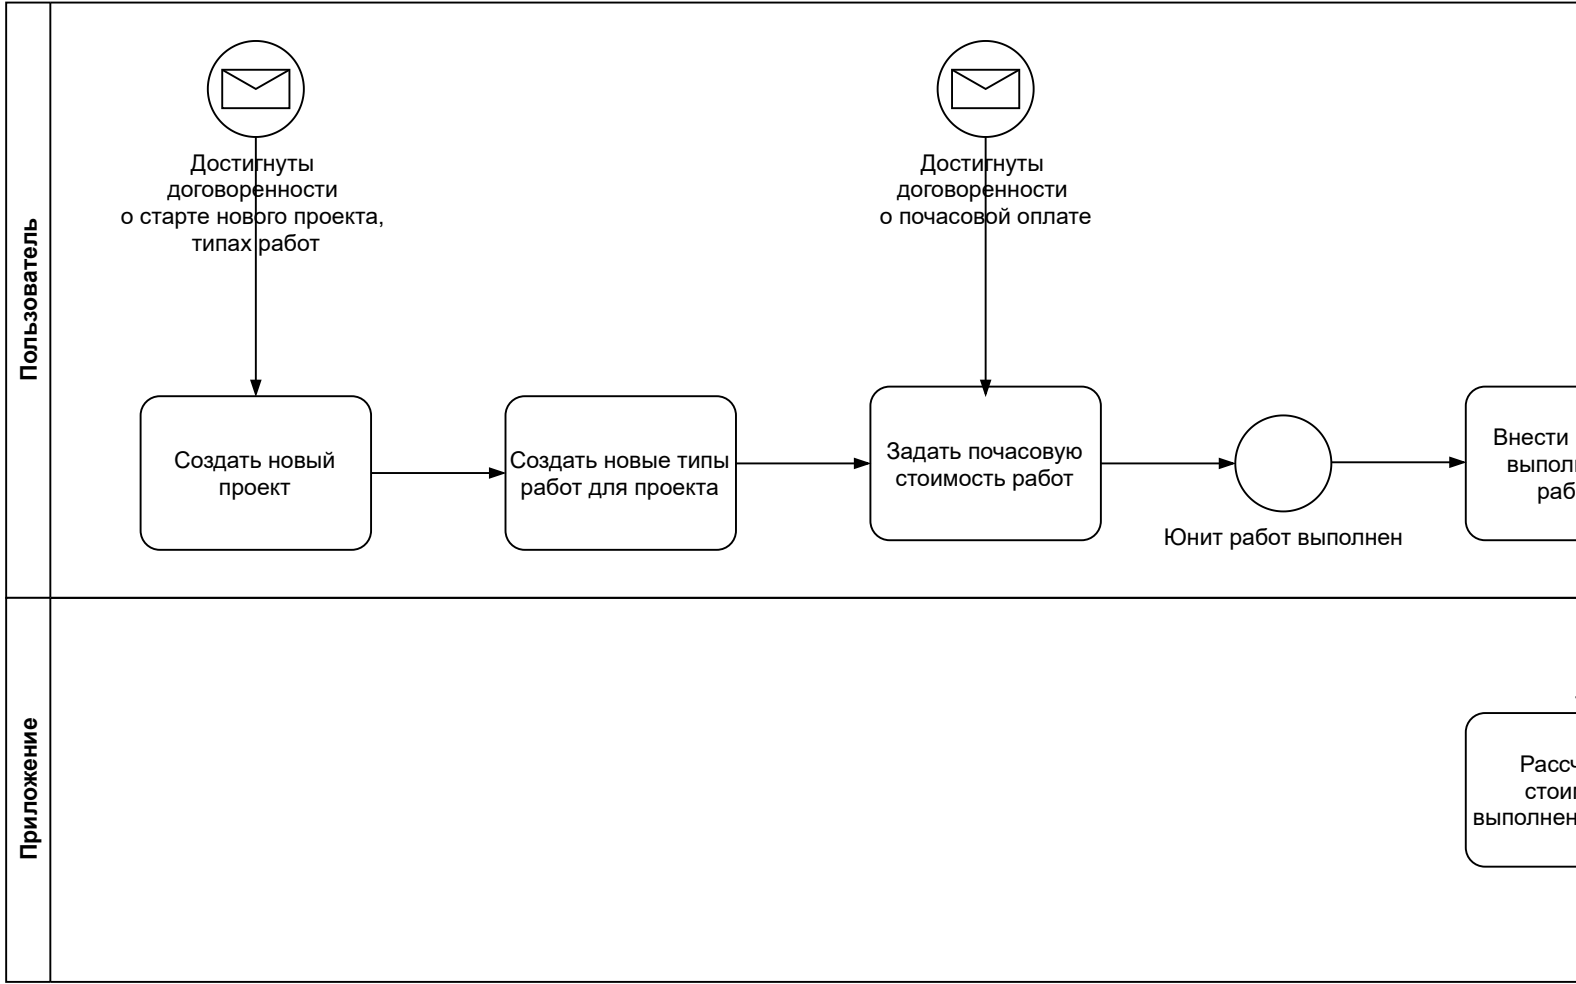 Пользователь
Достигнуты
договоренности
о старте нового проекта,
типах работ
Достигнуты
договоренности
о почасовой оплате
Создать новый
проект
Создать новые типы
работ для проекта
Задать почасовую
стоимость работ
Юнит работ выполнен
Внести
Приложение